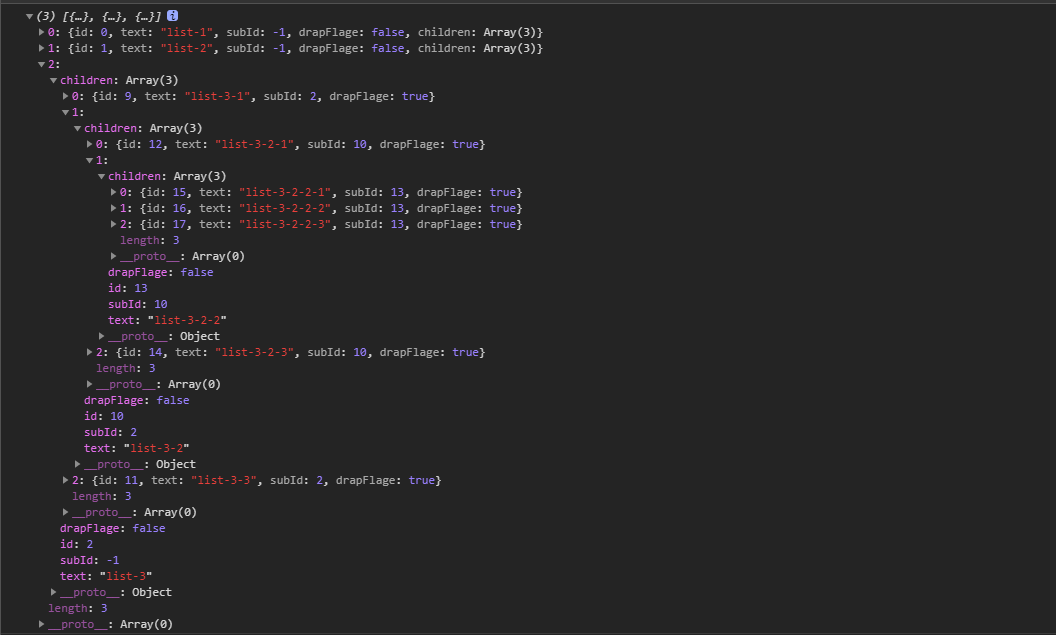 (3) [{…}, {…}, {…}] i
0: {id: 0, text: "list-1", subId: -1, drapFlage: false, children: Array(3)}
1: {id: 1, text: "list-2", subId: -1, drapFlage: false, children: Array(3)}
2:
children: Array(3)
0: {id: 9, text: "list-3-1", subId: 2, drapFlage: true}
1:
children: Array(3)
0: {id: 12, text: "list-3-2-1", subId: 10, drapFlage: true}
1:
children: Array(3)
0: {id: 15, text: "list-3-2-2-1", subId: 13, drapFlage: true}
1: {id: 16, text: "list-3-2-2-2", subId: 13, drapFlage: true}
2: {id: 17, text: "list-3-2-2-3", subId: 13, drapFlage: true}
length: 3
__proto__: Array(0)
drapFlage: false
id: 13
subId: 10
text: "list-3-2-2"
__proto__: Object
2: {id: 14, text: "list-3-2-3", subId: 10, drapFlage: true}
length: 3
__proto__: Array(0)
drapFlage: false
id: 10
subId: 2
text: "list-3-2"
__proto__: Object
2: {id: 11, text: "list-3-3", subId: 2, drapFlage: true}
length: 3
__proto__: Array(0)
drapFlage: false
id: 2
subId: -1
text: "list-3"
__proto__: Object
length: 3
__proto__: Array(0)